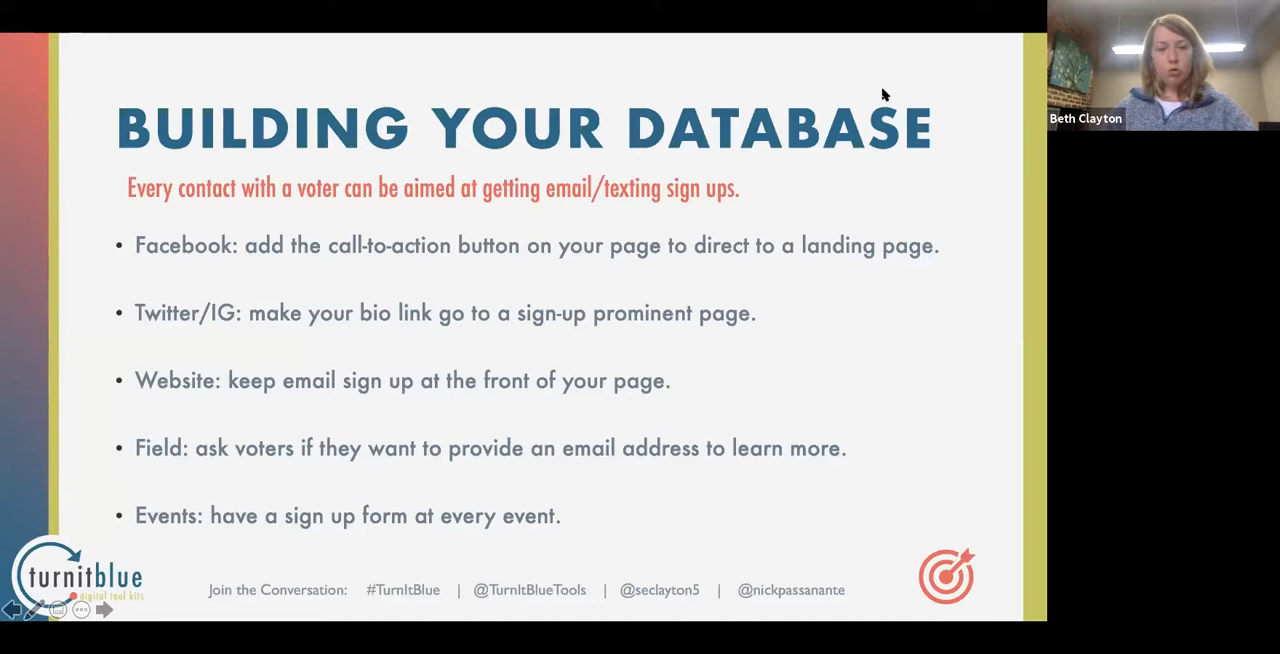 BUILDING YOUR DATABASE
Every contact with a voter can be aimed at getting email/texting sign ups.
• Facebook: add the call-to-action button on your page to direct to a landing page.
• Twitter/IG: make your bio link go to a sign-up prominent page.
• Website: keep email sign up at the front of your page.
• Field: ask voters if they want to provide an email address to learn more.
• Events: have a sign up form at every event.
turnitblue
digital tool kits
Join the Conversation: #TurnItBlue | @TurnItBlueTools | @seclayton5 | @nickpassanante
Beth Clayton